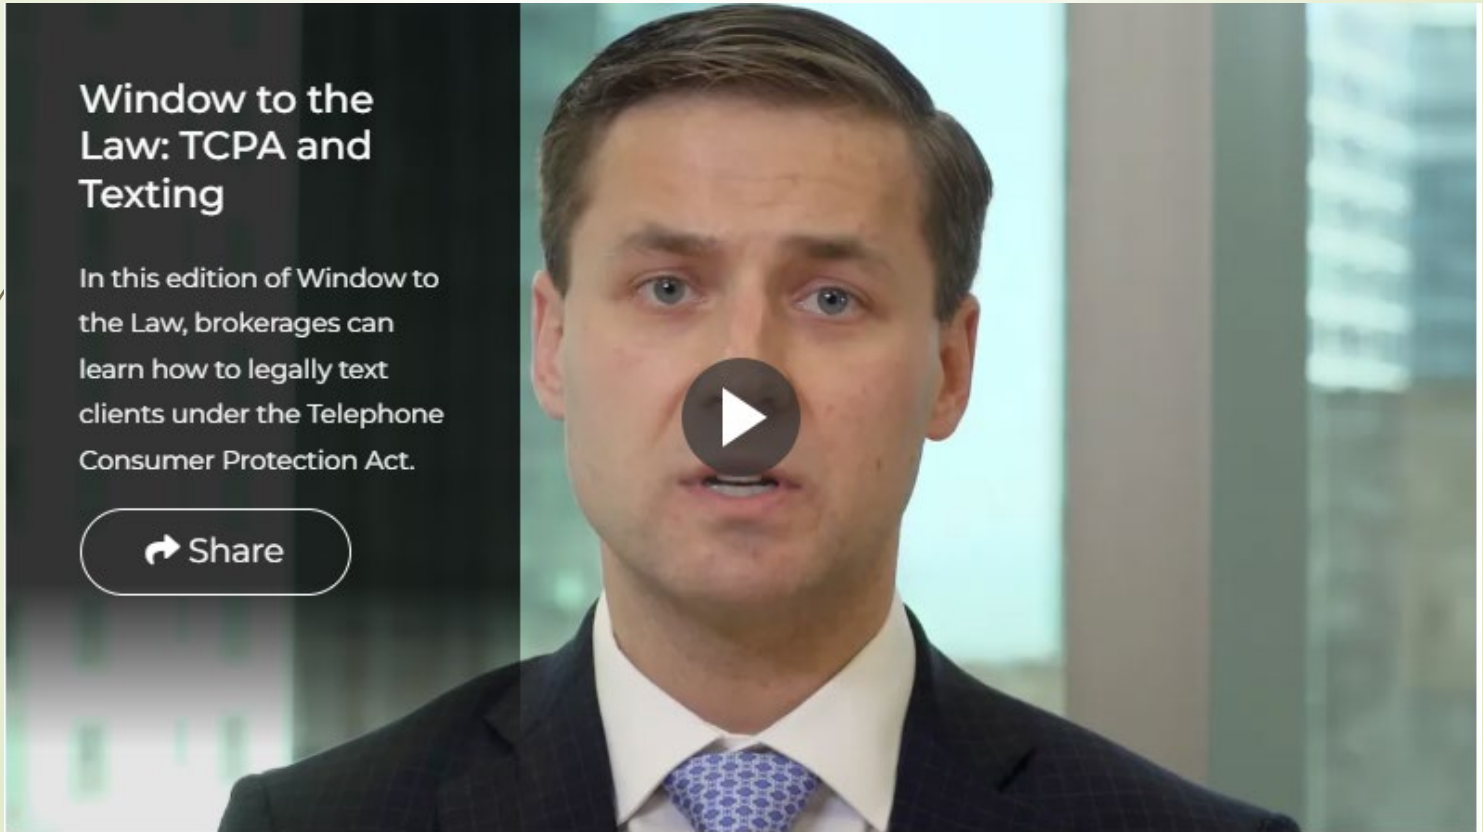 Window to the
Law: TCPA and
Texting
In this edition of Window to
the Law, brokerages can
learn how to legally text
clients under the Telephone
Consumer Protection Act.
Share